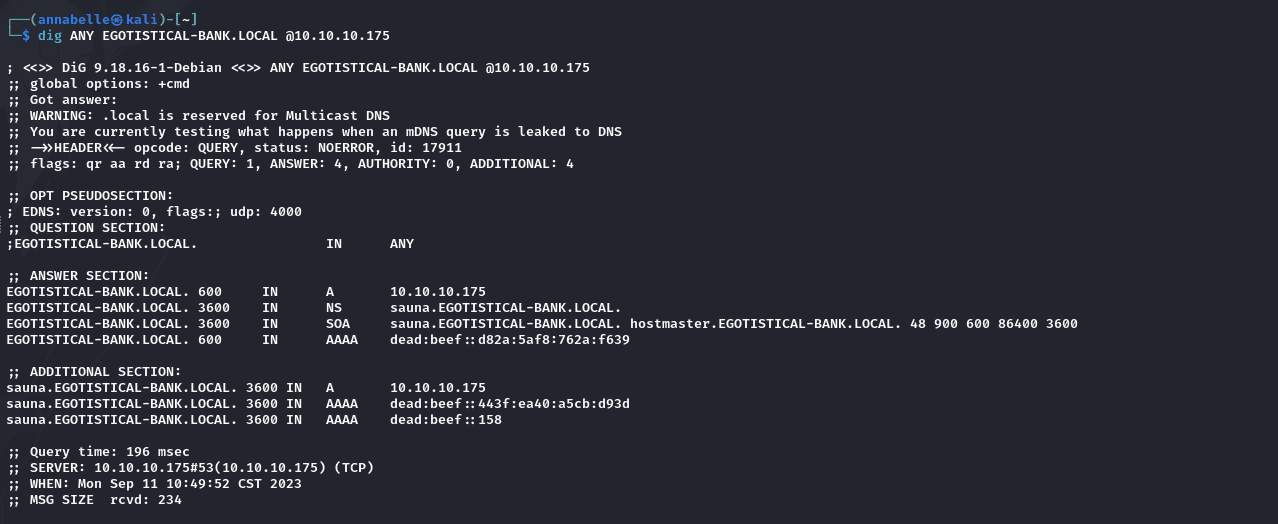 ┌──(annabelle㉿kali)-[~]
└─$ dig ANY EGOTISTICAL-BANK.LOCAL @10.10.10.175

; <<>> DiG 9.18.16-1-Debian <<>> ANY EGOTISTICAL-BANK.LOCAL @10.10.10.175
;; global options: +cmd
;; Got answer:
;; WARNING: .local is reserved for Multicast DNS
;; You are currently testing what happens when an mDNS query is leaked to DNS
;; ->>HEADER<<- opcode: QUERY, status: NOERROR, id: 17911
;; flags: qr aa rd ra; QUERY: 1, ANSWER: 4, AUTHORITY: 0, ADDITIONAL: 4

;; OPT PSEUDOSECTION:
; EDNS: version: 0, flags:; udp: 4000
;; QUESTION SECTION:
;EGOTISTICAL-BANK.LOCAL.		IN	ANY

;; ANSWER SECTION:
EGOTISTICAL-BANK.LOCAL.	600	IN	A	10.10.10.175
EGOTISTICAL-BANK.LOCAL.	3600	IN	NS	sauna.EGOTISTICAL-BANK.LOCAL.
EGOTISTICAL-BANK.LOCAL.	3600	IN	SOA	sauna.EGOTISTICAL-BANK.LOCAL. hostmaster.EGOTISTICAL-BANK.LOCAL. 48 900 600 86400 3600
EGOTISTICAL-BANK.LOCAL.	600	IN	AAAA	dead:beef::d82a:5af8:762a:f639

;; ADDITIONAL SECTION:
sauna.EGOTISTICAL-BANK.LOCAL. 3600 IN	A	10.10.10.175
sauna.EGOTISTICAL-BANK.LOCAL. 3600 IN	AAAA	dead:beef::443f:ea40:a5cb:d93d
sauna.EGOTISTICAL-BANK.LOCAL. 3600 IN	AAAA	dead:beef::158

;; Query time: 196 msec
;; SERVER: 10.10.10.175#53(10.10.10.175) (TCP)
;; WHEN: Mon Sep 11 10:49:52 CST 2023
;; MSG SIZE  rcvd: 234